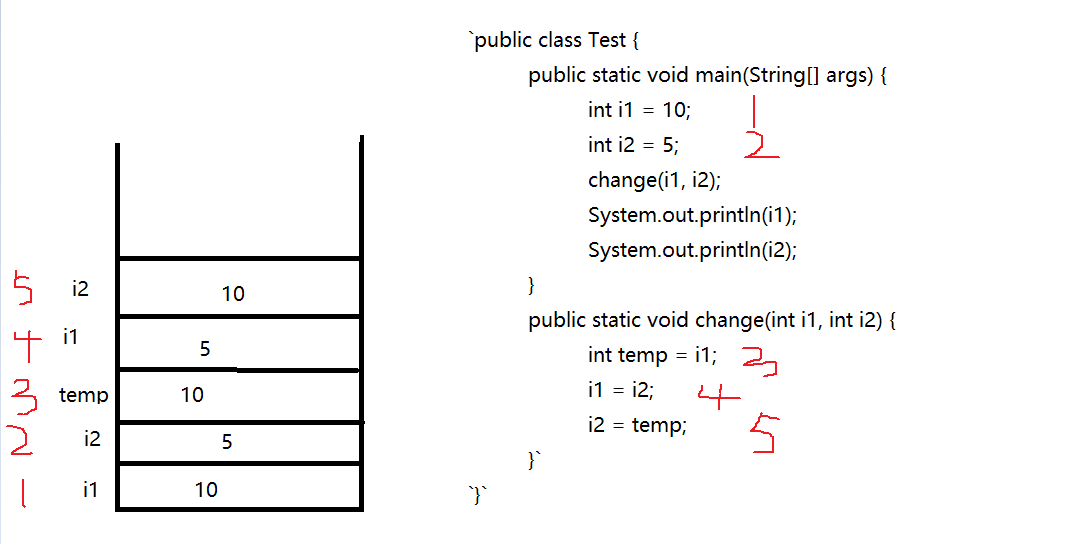 `public class Test {
public static void main(String[] args) {
int i1 = 10; 1
int i2 = 5; 2
change(i1, i2);
System.out.println(i1);
System.out.println(i2);
}
public static void change(int i1, int i2) {
int temp = i1; 3
i1 = i2; 4
i2 = temp; 5
}`
`}`
5 i2 10
4 i1 5
3 temp 10
2 i2 5
1 i1 10